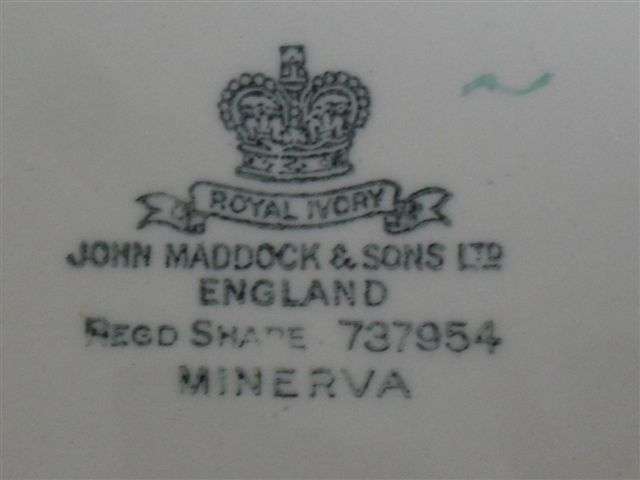 ROYAL IVORY
JOHN MADDOCK & SONS LTD
ENGLAND
REGD SHAPE 737954
MINERVA